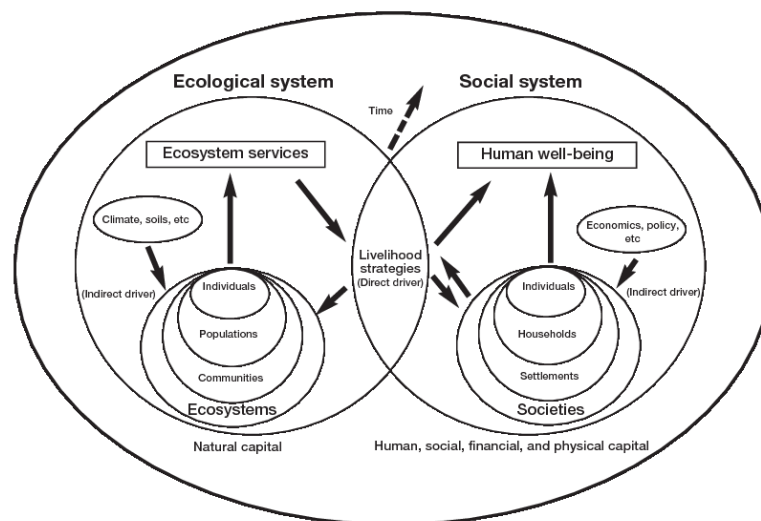 Ecological system
Social system
Time
Ecosystem services
Human well-being
Climate, soils, etc
Economics, policy,
etc
Livelihood
strategies
(Direct driver)
(Indirect driver)
(Indirect driver)
Individuals
Populations
Communities
Ecosystems
Individuals
Households
Settlements
Societies
Natural capital
Human, social, financial, and physical capital